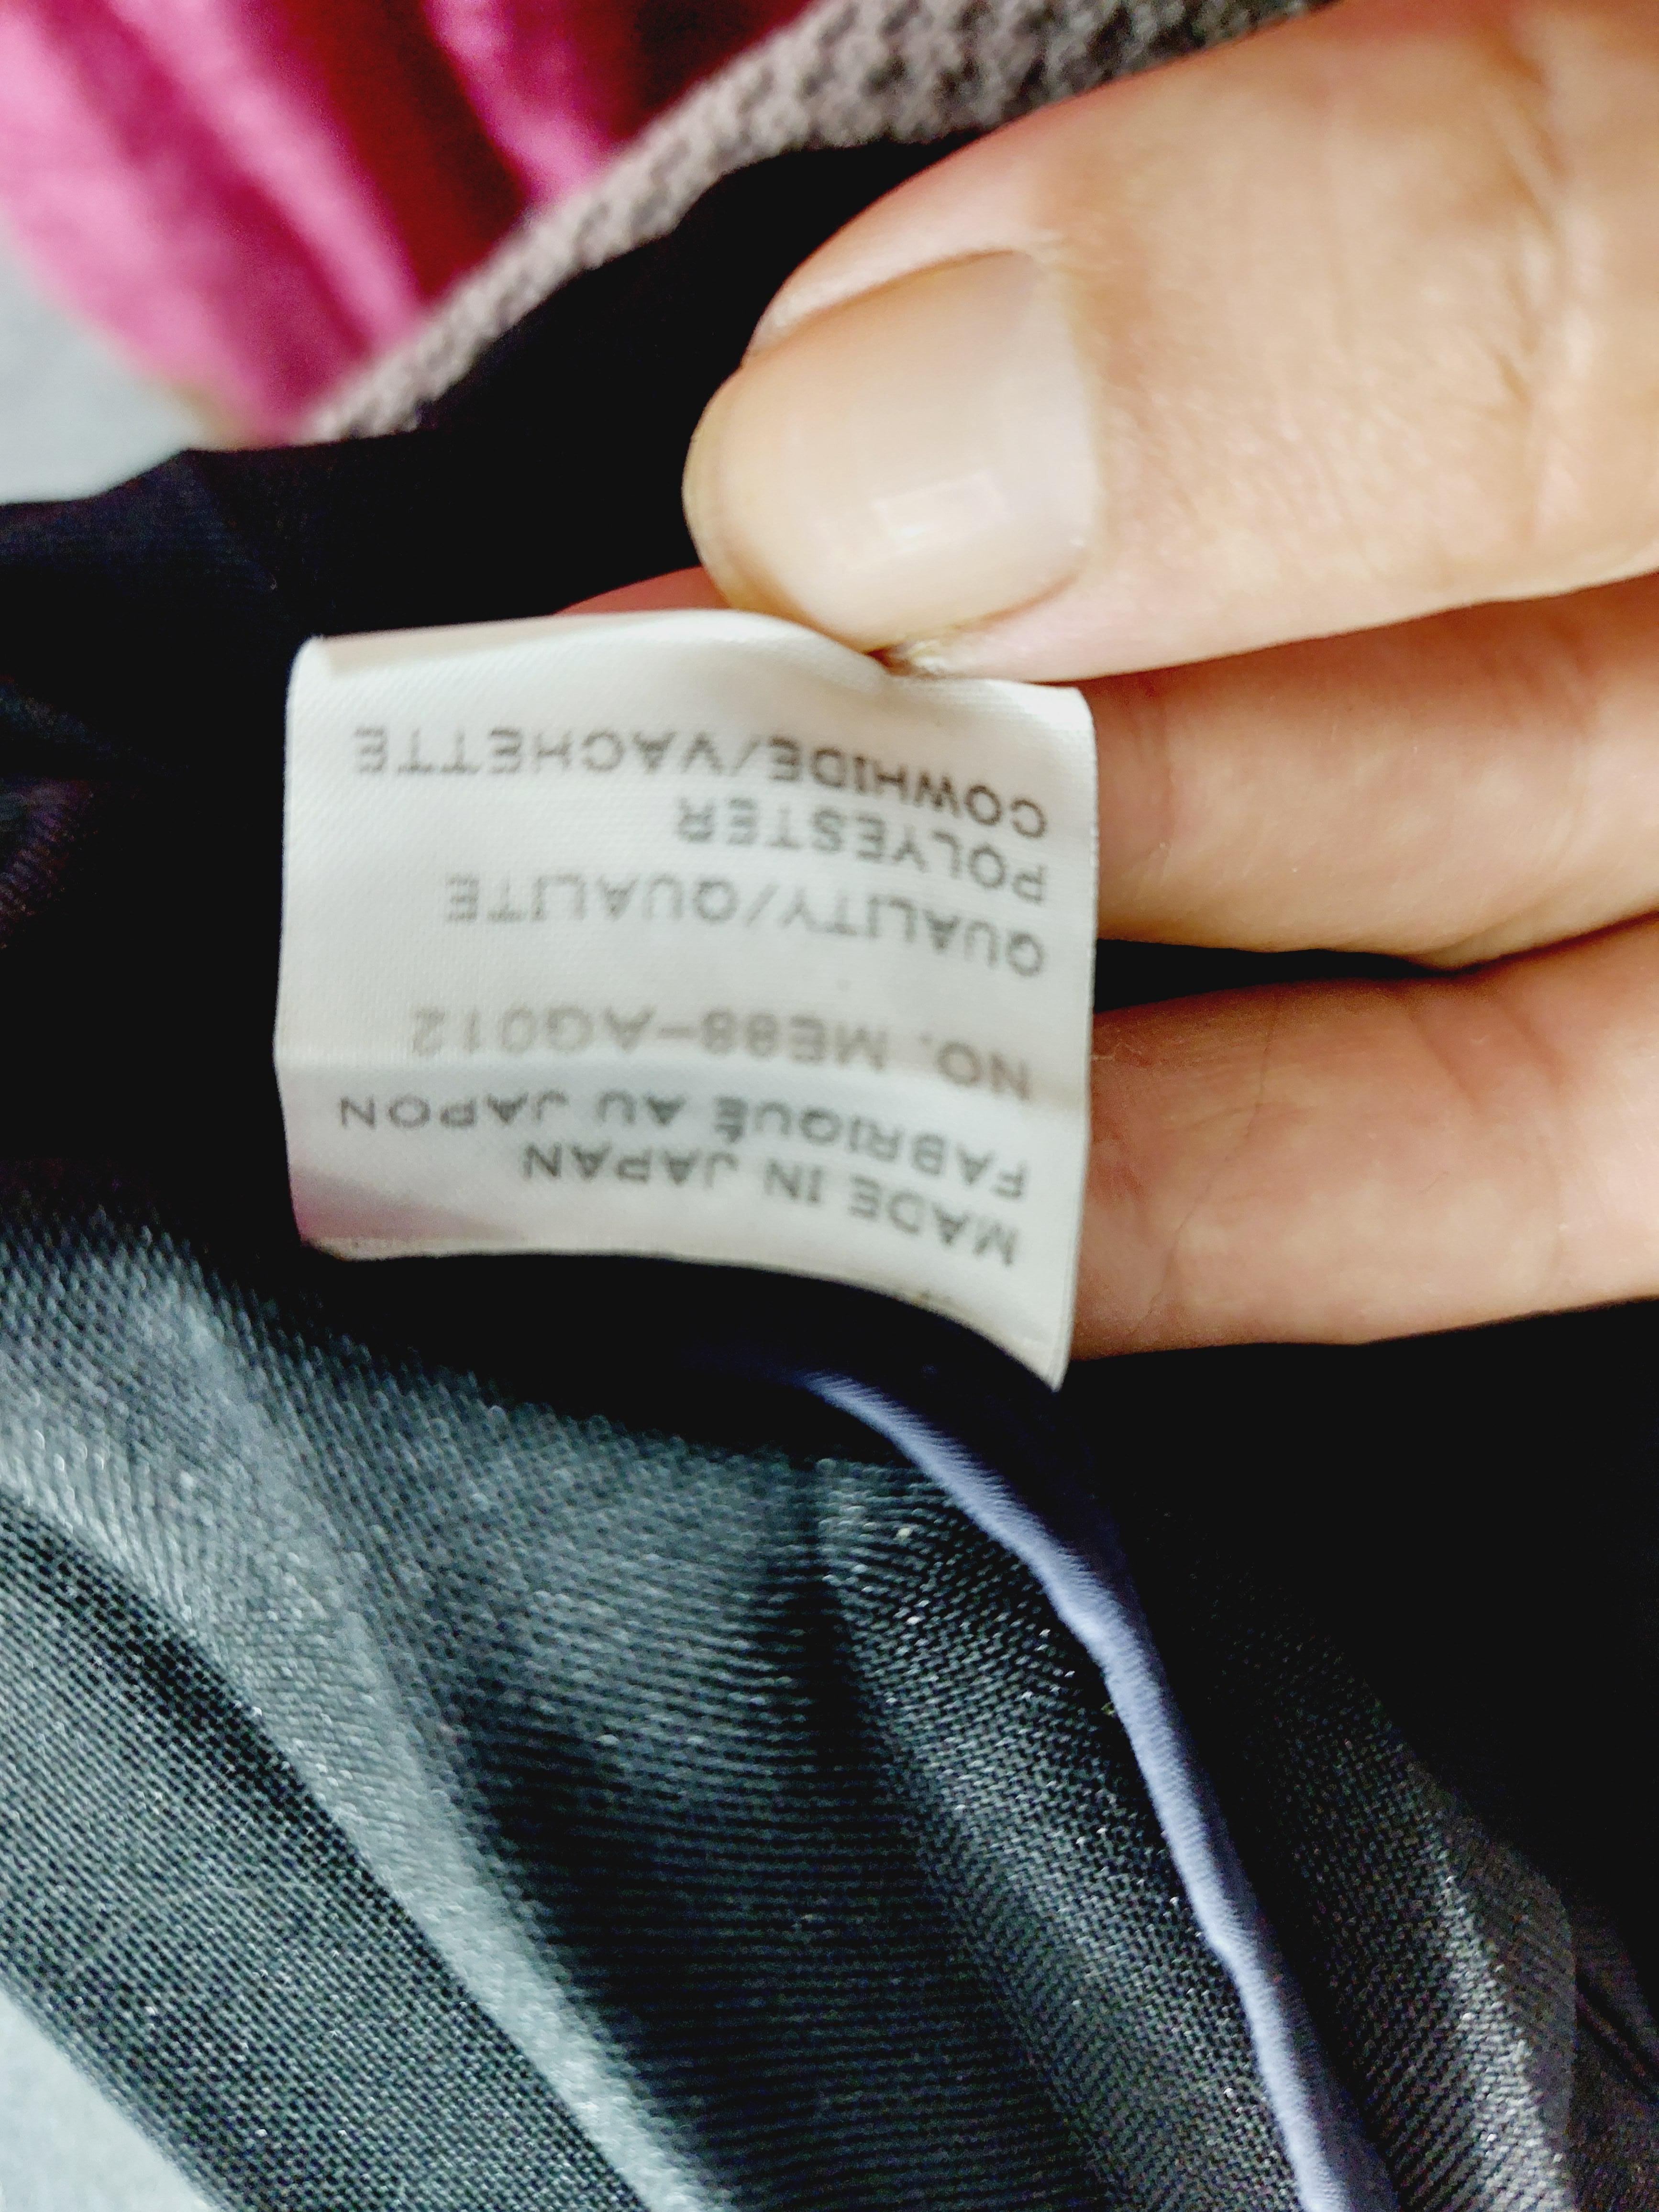 MADE IN JAPAN
FABRIQUÉ AU JAPON
NO. ME88-AG012
QUALITY/QUALITE
POLYESTER
COWHIDE/VACHETTE